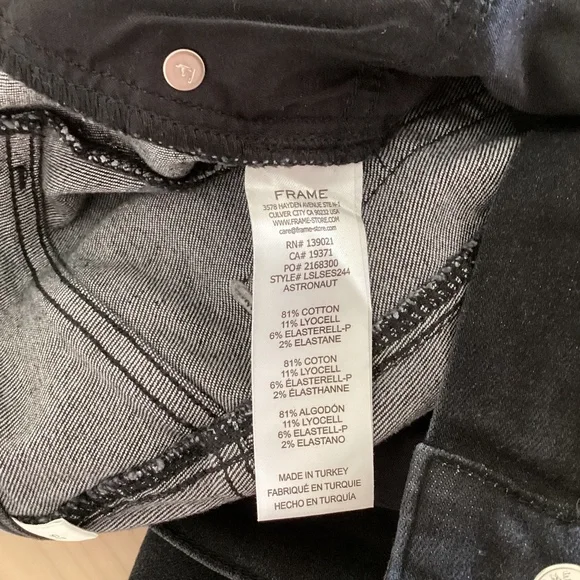 FRAME
3578 HAYDEN AVENUE STE N-1
CULVER CITY CA 90232 USA
WWW.FRAME-STORE.COM
care@frame-store.com
RN# 139021
CA# 19371
PO# 2168300
STYLE# LSLSES244
ASTRONAUT
81% COTTON
11% LYOCELL
6% ELASTERELL-P
2% ELASTANE
81% COTON
11% LYOCELL
6% ÉLASTERELL-P
2% ÉLASTHANNE
81% ALGODÓN
11% LYOCELL
6% ELASTELL-P
2% ELASTANO
MADE IN TURKEY
FABRIQUÉ EN TURQUIE
HECHO EN TURQUÍA